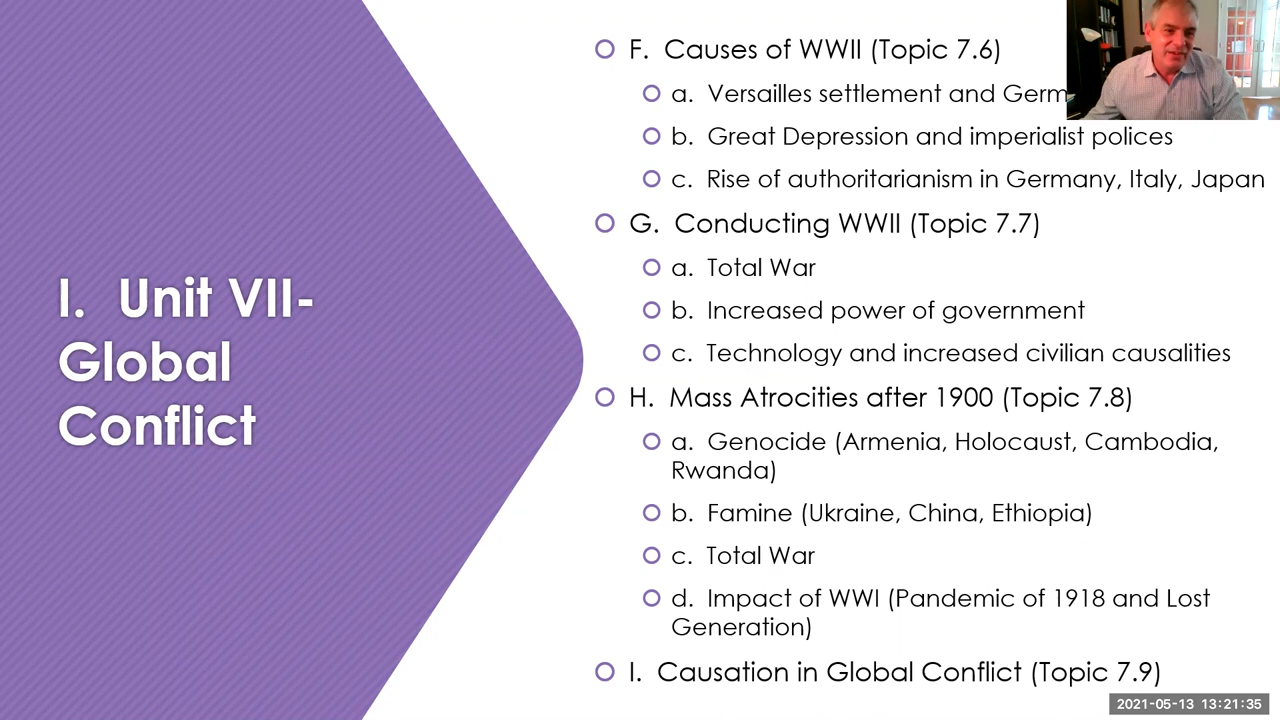 I.  Unit VII-
Global
Conflict
F.  Causes of WWII (Topic 7.6)
a.  Versailles settlement and
b.  Great Depression and imperialist polices
c.  Rise of authoritarianism in Germany, Italy, Japan
G.  Conducting WWII (Topic 7.7)
a.  Total War
b.  Increased power of government
c.  Technology and increased civilian causalities
H.  Mass Atrocities after 1900 (Topic 7.8)
a.  Genocide (Armenia, Holocaust, Cambodia,
Rwanda)
b.  Famine (Ukraine, China, Ethiopia)
c.  Total War
d.  Impact of WWI (Pandemic of 1918 and Lost
Generation)
I.  Causation in Global Conflict (Topic 7.9)
2021-05-13 13:21:35